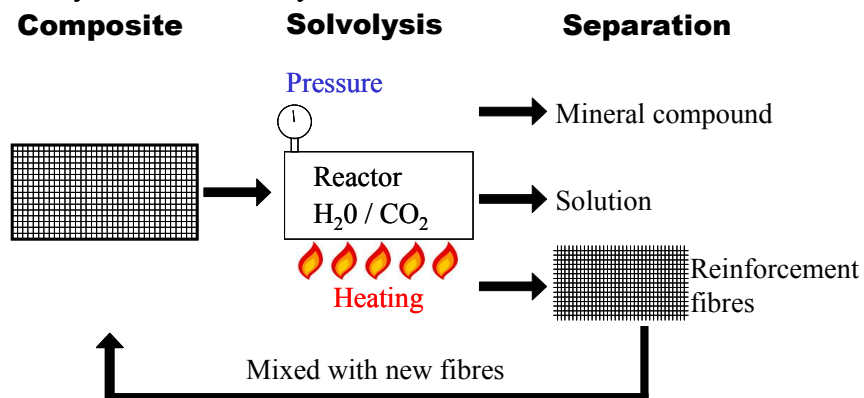 Composite Solvolysis Separation
Pressure
Mineral compound
Reactor
H₂0 / CO₂
Solution
Reinforcement
fibres
Heating
Mixed with new fibres